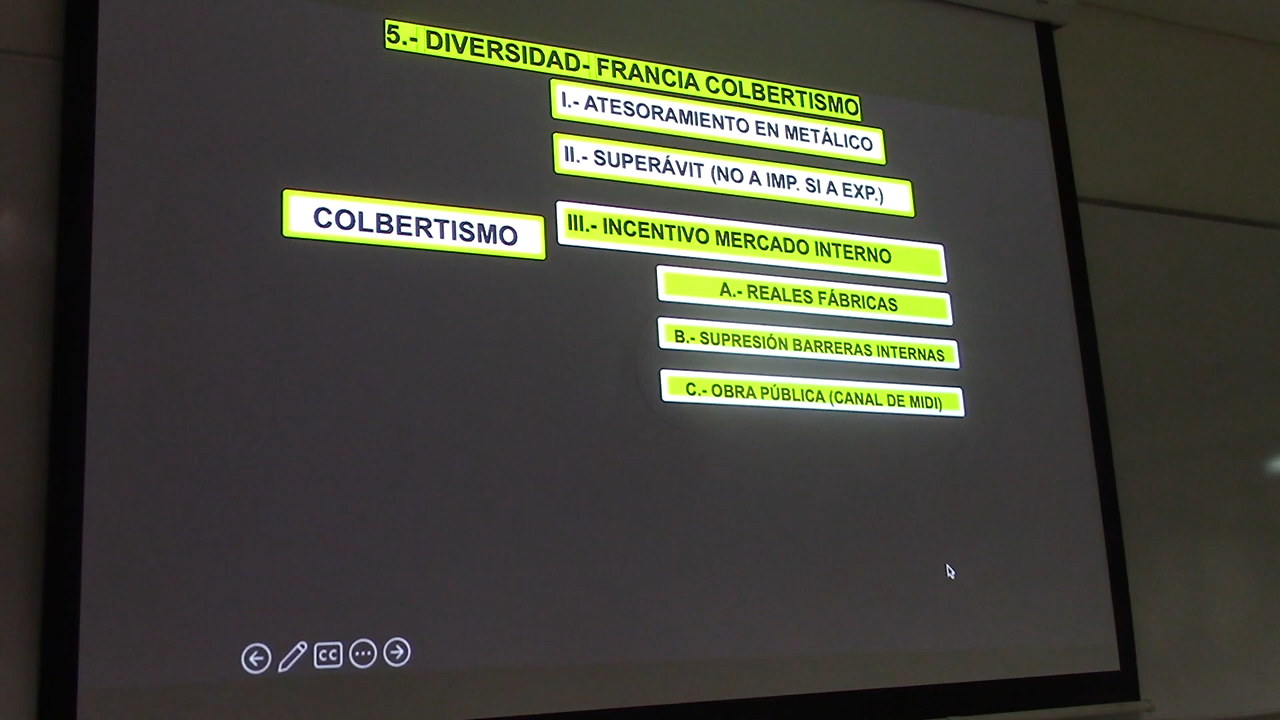 5.- DIVERSIDAD- FRANCIA COLBERTISMO
I.- ATESORAMIENTO EN METÁLICO
II.- SUPERÁVIT (NO A IMP. SI A EXP.)
COLBERTISMO
III.- INCENTIVO MERCADO INTERNO
A.- REALES FÁBRICAS
B.- SUPRESIÓN BARRERAS INTERNAS
C.- OBRA PÚBLICA (CANAL DE MIDI)
CC